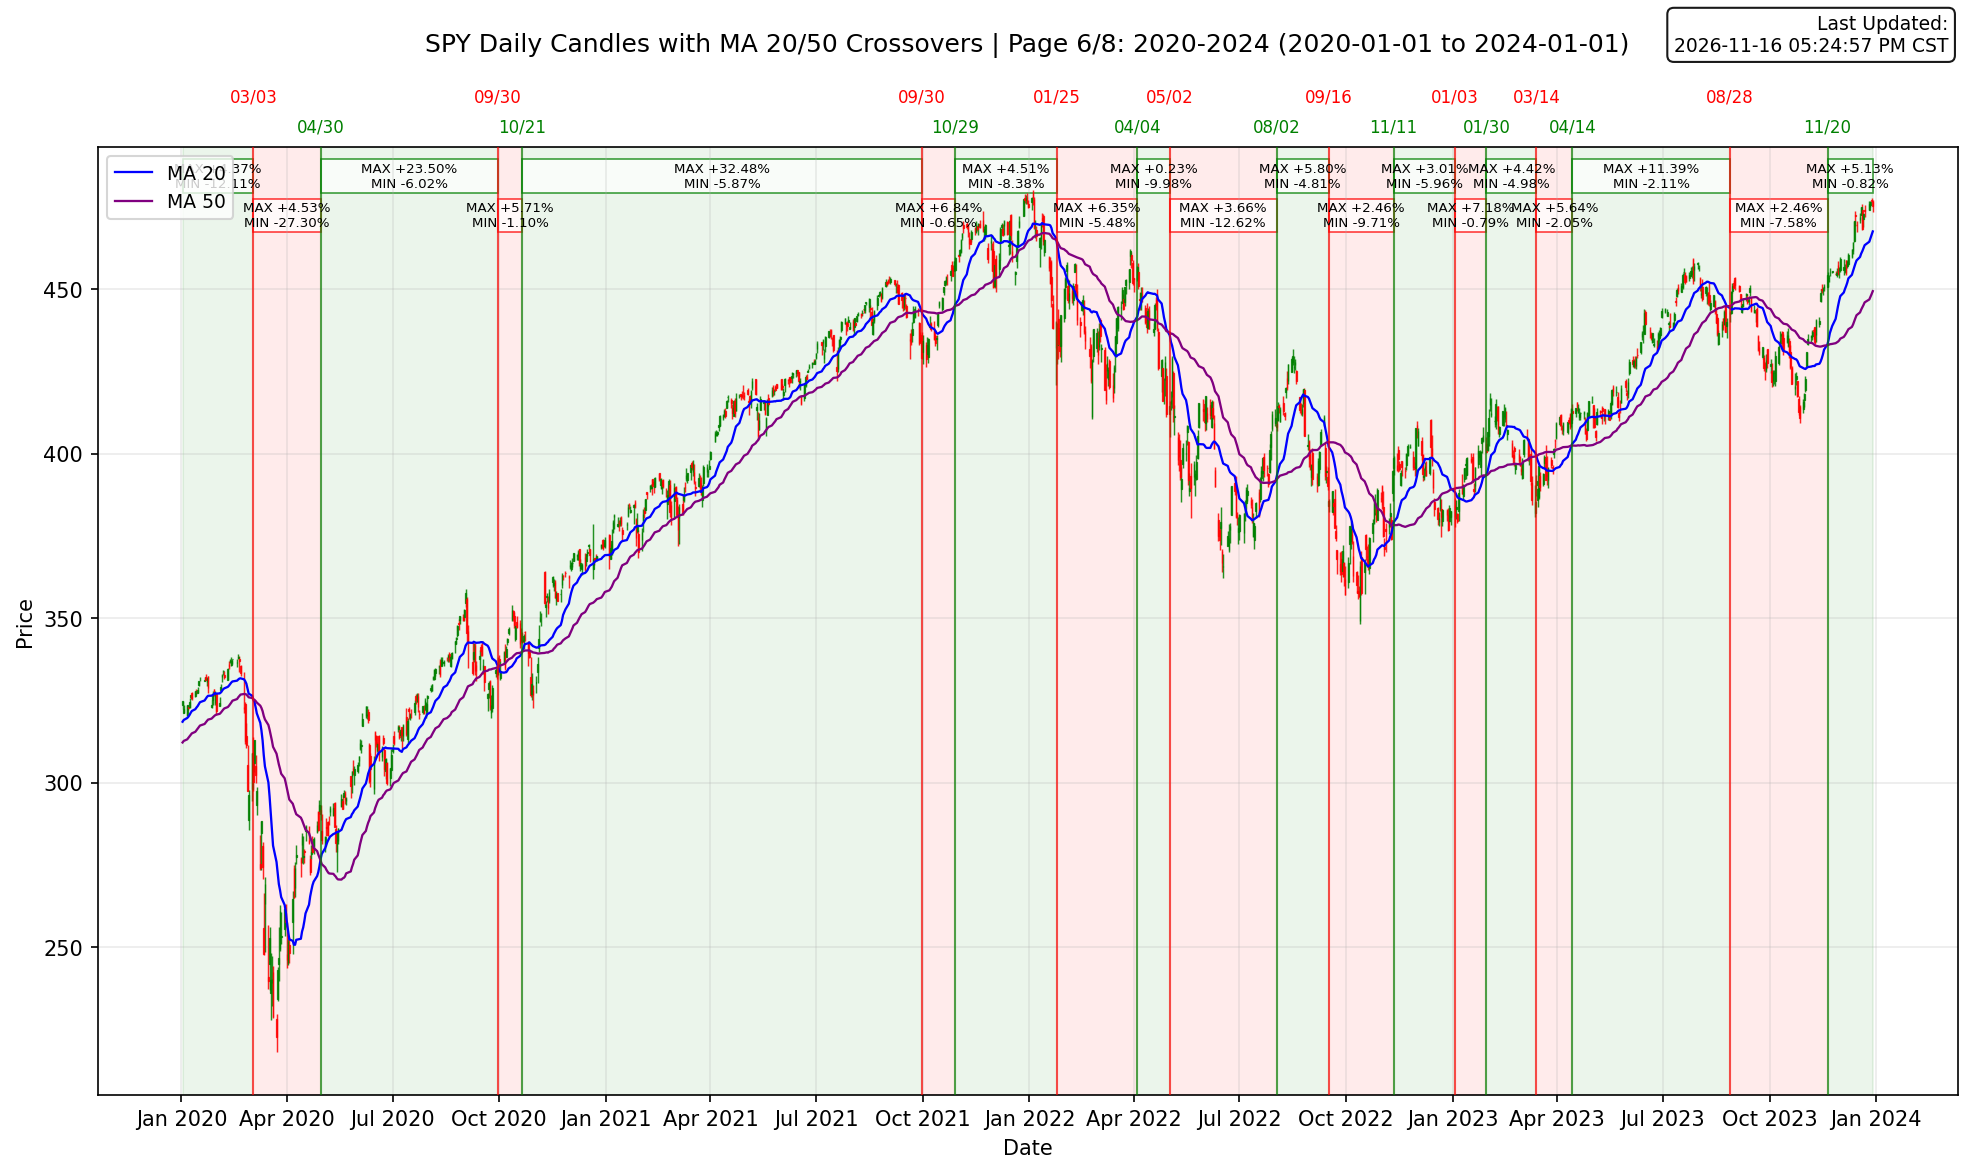 SPY Daily Candles with MA 20/50 Crossovers | Page 6/8: 2020-2024 (2020-01-01 to 2024-01-01)
Last Updated:
2026-11-16 05:24:57 PM CST
03/03 09/30 09/30 01/25 05/02 09/16 01/03 03/14 08/28
04/30 10/21 10/29 04/04 08/02 11/11 01/30 04/14 11/20
MA 20
MA 50
MAX +23.50%
MIN -6.02%
MAX +32.48%
MIN -5.87%
MAX +4.51%
MIN -8.38%
MAX +0.23%
MIN -9.98%
MAX +5.80%
MIN -4.81%
MAX +3.01%
MIN -5.96%
MAX +4.42%
MIN -4.98%
MAX +11.39%
MIN -2.11%
MAX +5.13%
MIN -0.82%
MAX +4.53%
MIN -27.30%
MAX +5.71%
MIN -1.10%
MAX +6.84%
MIN -0.65%
MAX +6.35%
MIN -5.48%
MAX +3.66%
MIN -12.62%
MAX +2.46%
MIN -9.71%
MAX +7.18%
MIN -0.79%
MAX +5.64%
MIN -2.05%
MAX +2.46%
MIN -7.58%
450
400
350
300
250
Price
Jan 2020 Apr 2020 Jul 2020 Oct 2020 Jan 2021 Apr 2021 Jul 2021 Oct 2021 Jan 2022 Apr 2022 Jul 2022 Oct 2022 Jan 2023 Apr 2023 Jul 2023 Oct 2023 Jan 2024
Date